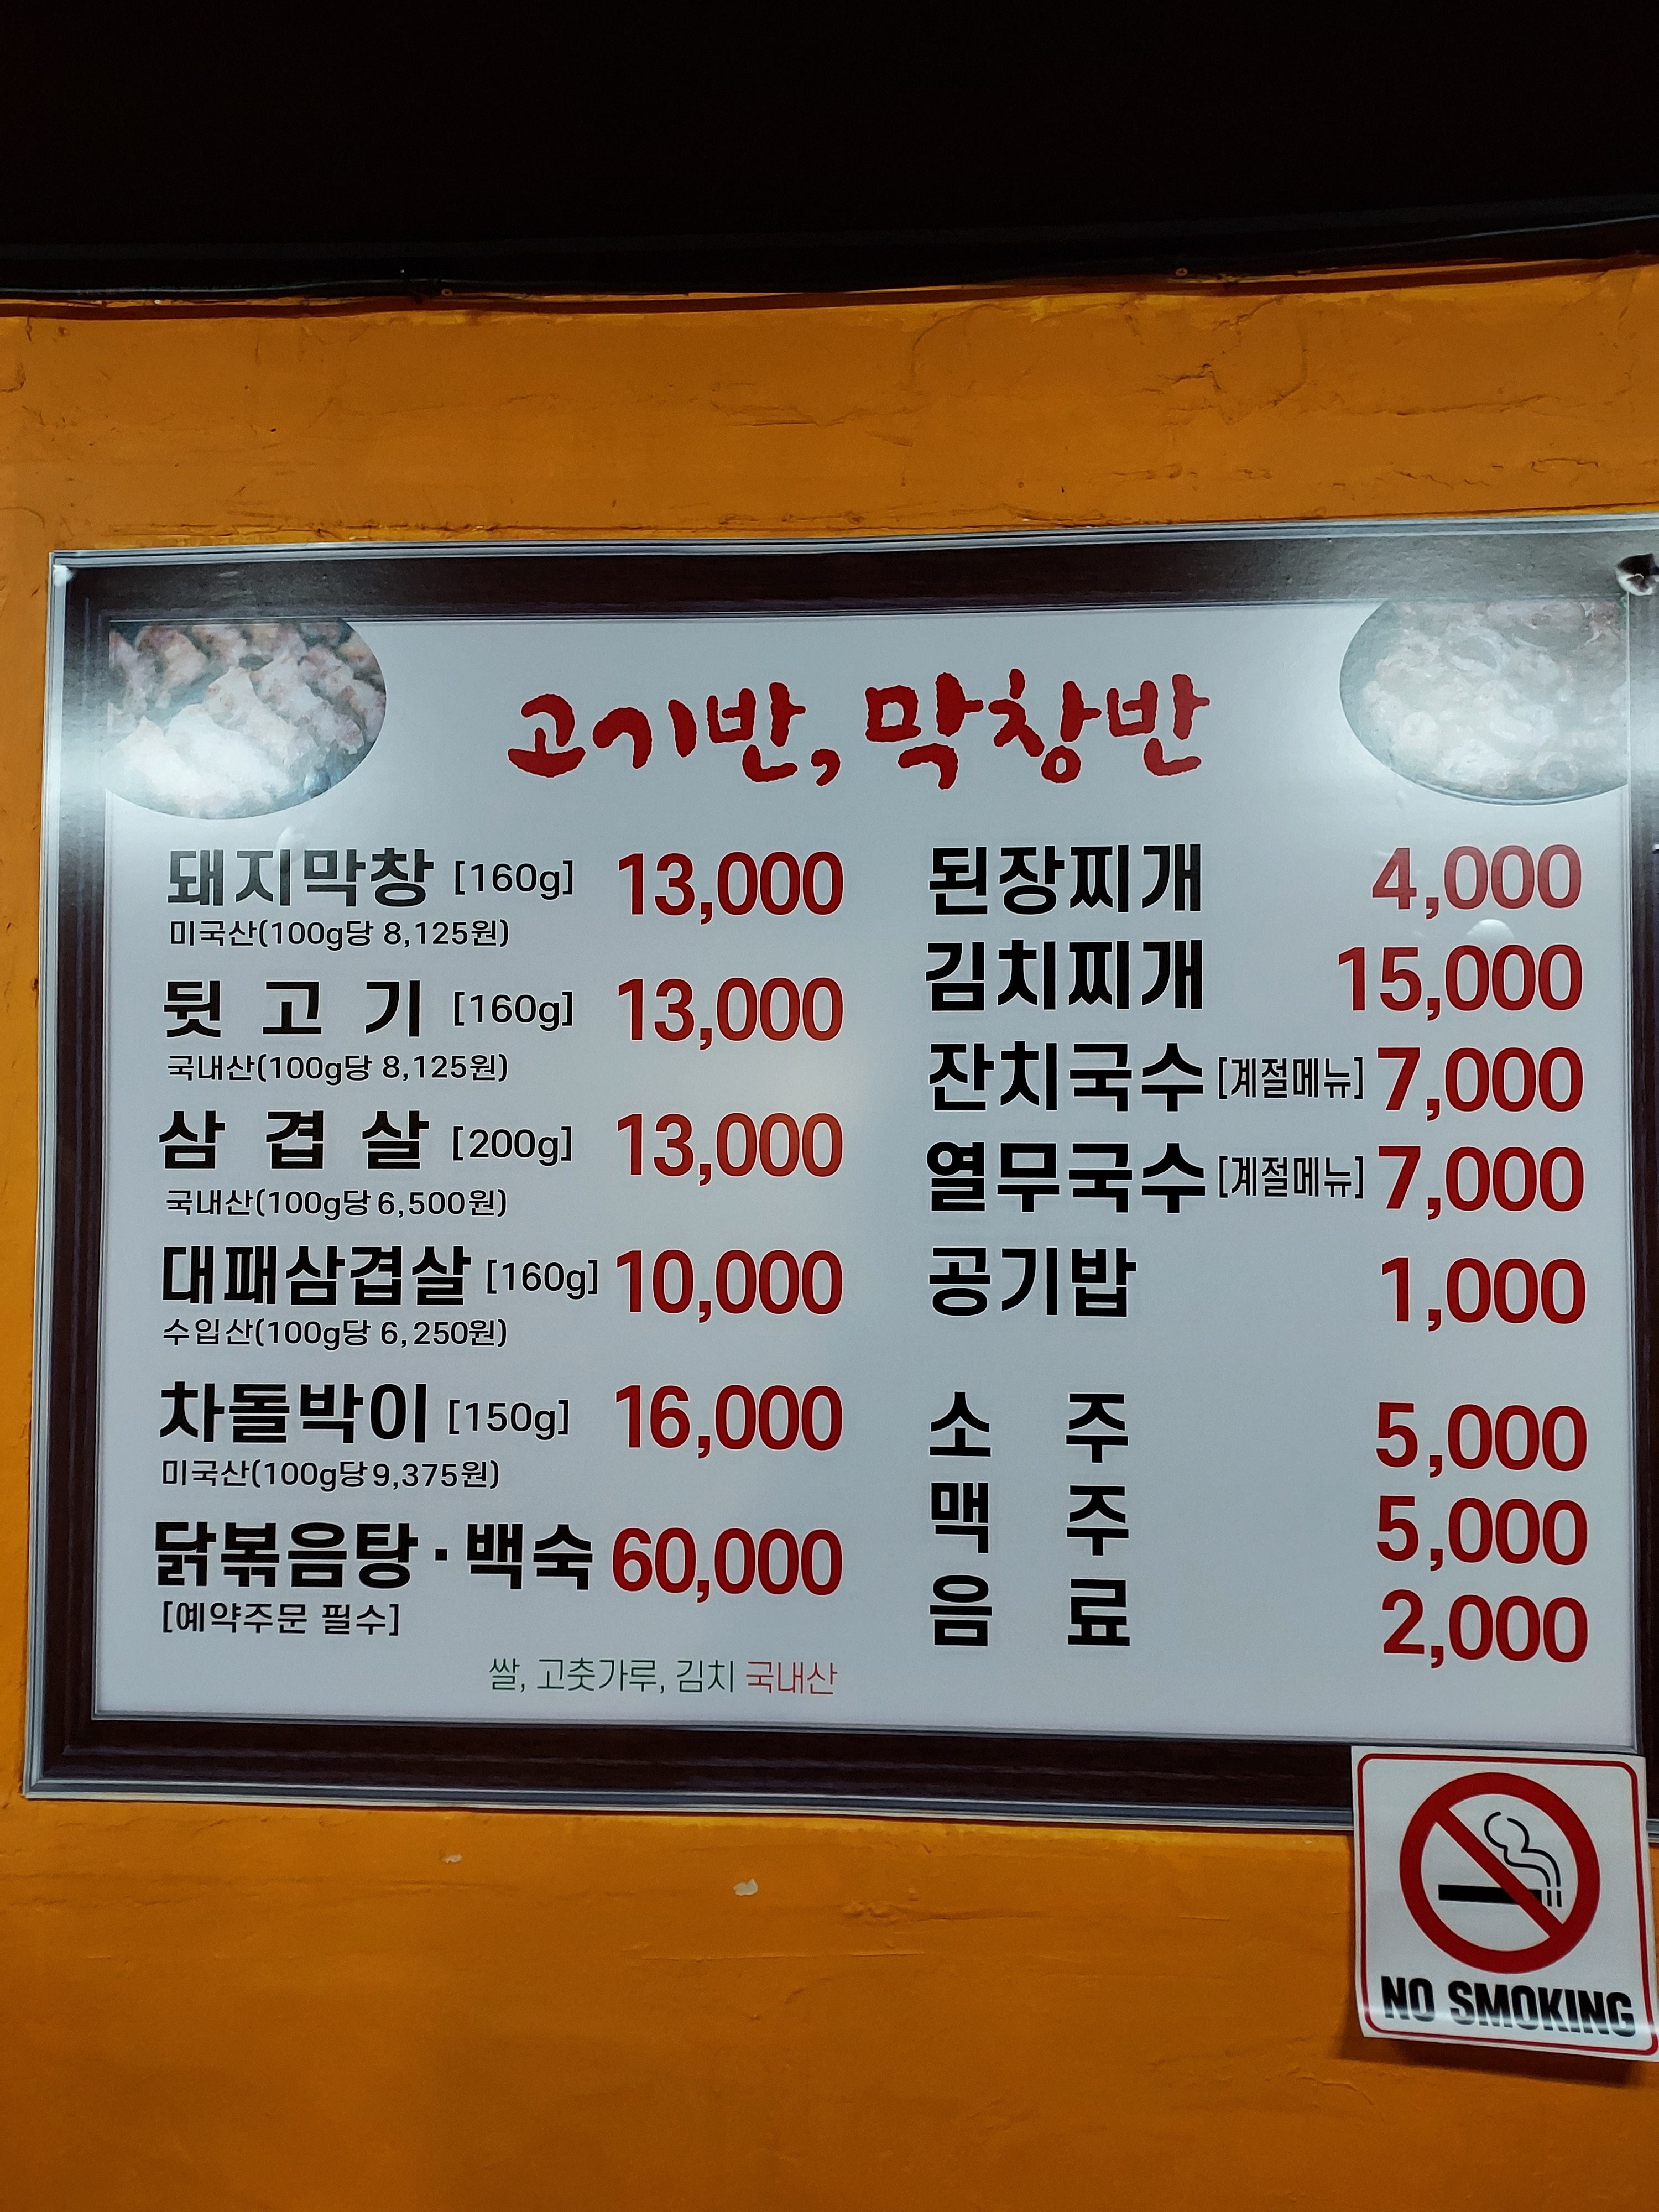 고기반, 막창반
돼지막창 [160g] 13,000
미국산(100g당 8,125원)
뒷 고 기 [160g] 13,000
국내산(100g당 8,125원)
삼 겹 살 [200g] 13,000
국내산(100g당 6,500원)
대패삼겹살 [160g] 10,000
수입산(100g당 6,250원)
차돌박이 [150g] 16,000
미국산(100g당 9,375원)
닭볶음탕·백숙 60,000
[예약주문 필수]
쌀, 고춧가루, 김치 국내산
된장찌개 4,000
김치찌개 15,000
잔치국수 [계절메뉴] 7,000
열무국수 [계절메뉴] 7,000
공기밥 1,000
소 주 5,000
맥 주 5,000
음 료 2,000
NO SMOKING